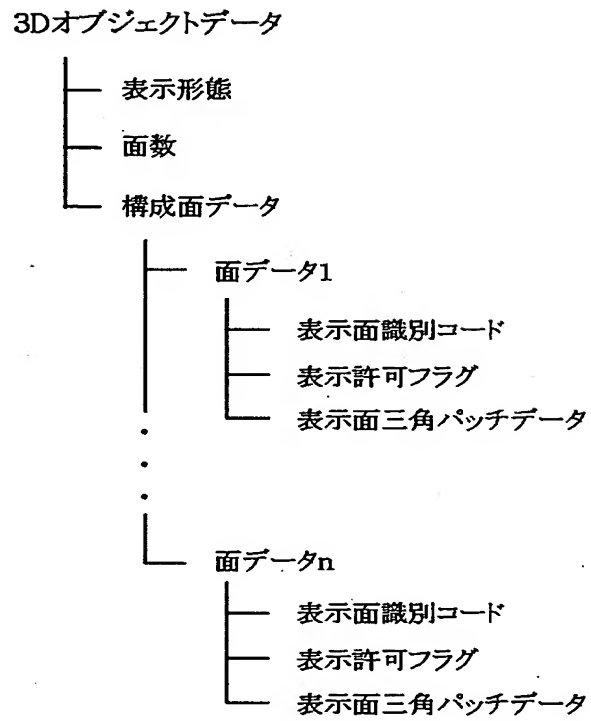 3Dオブジェクトデータ
表示形態
面数
構成面データ
面データ1
表示面識別コード
表示許可フラグ
表示面三角パッチデータ
面データn
表示面識別コード
表示許可フラグ
表示面三角パッチデータ